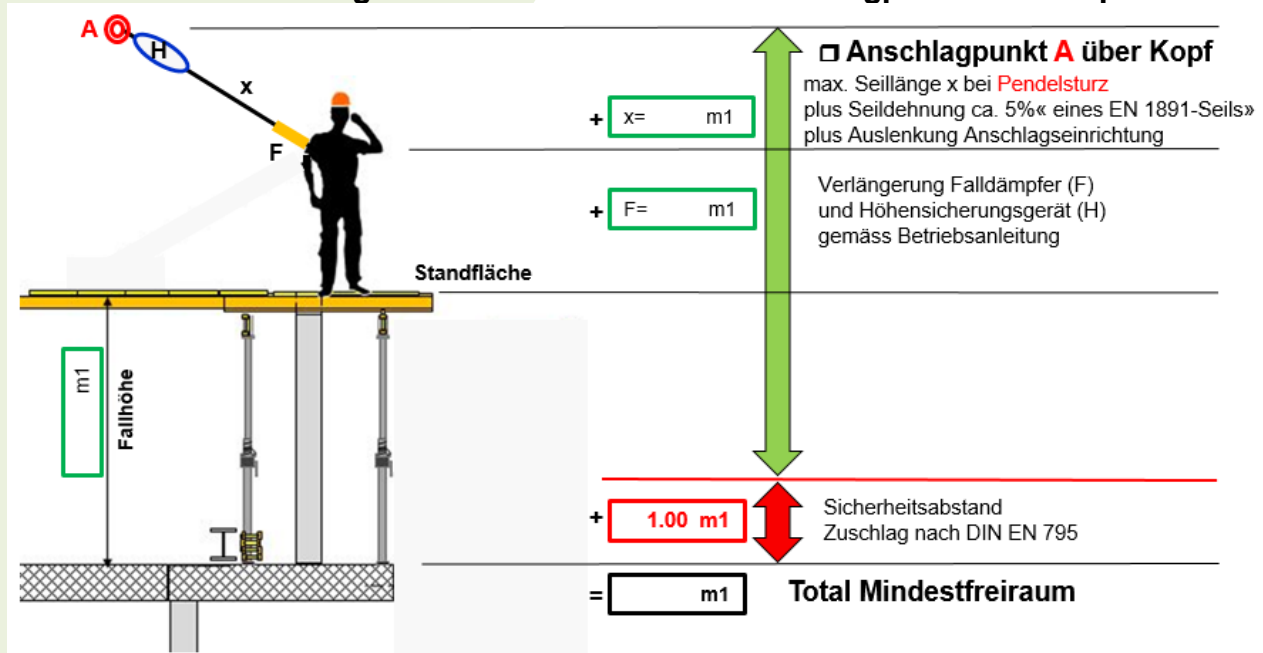 A
H
x
F
□ Anschlagpunkt A über Kopf
max. Seillänge x bei Pendelsturz
plus Seildehnung ca. 5%« eines EN 1891-Seils»
plus Auslenkung Anschlagseinrichtung
+ x= m1
Verlängerung Falldämpfer (F)
und Höhensicherungsgerät (H)
gemäss Betriebsanleitung
+ F= m1
Standfläche
m1
Fallhöhe
+ 1.00 m1
Sicherheitsabstand
Zuschlag nach DIN EN 795
= m1
Total Mindestfreiraum